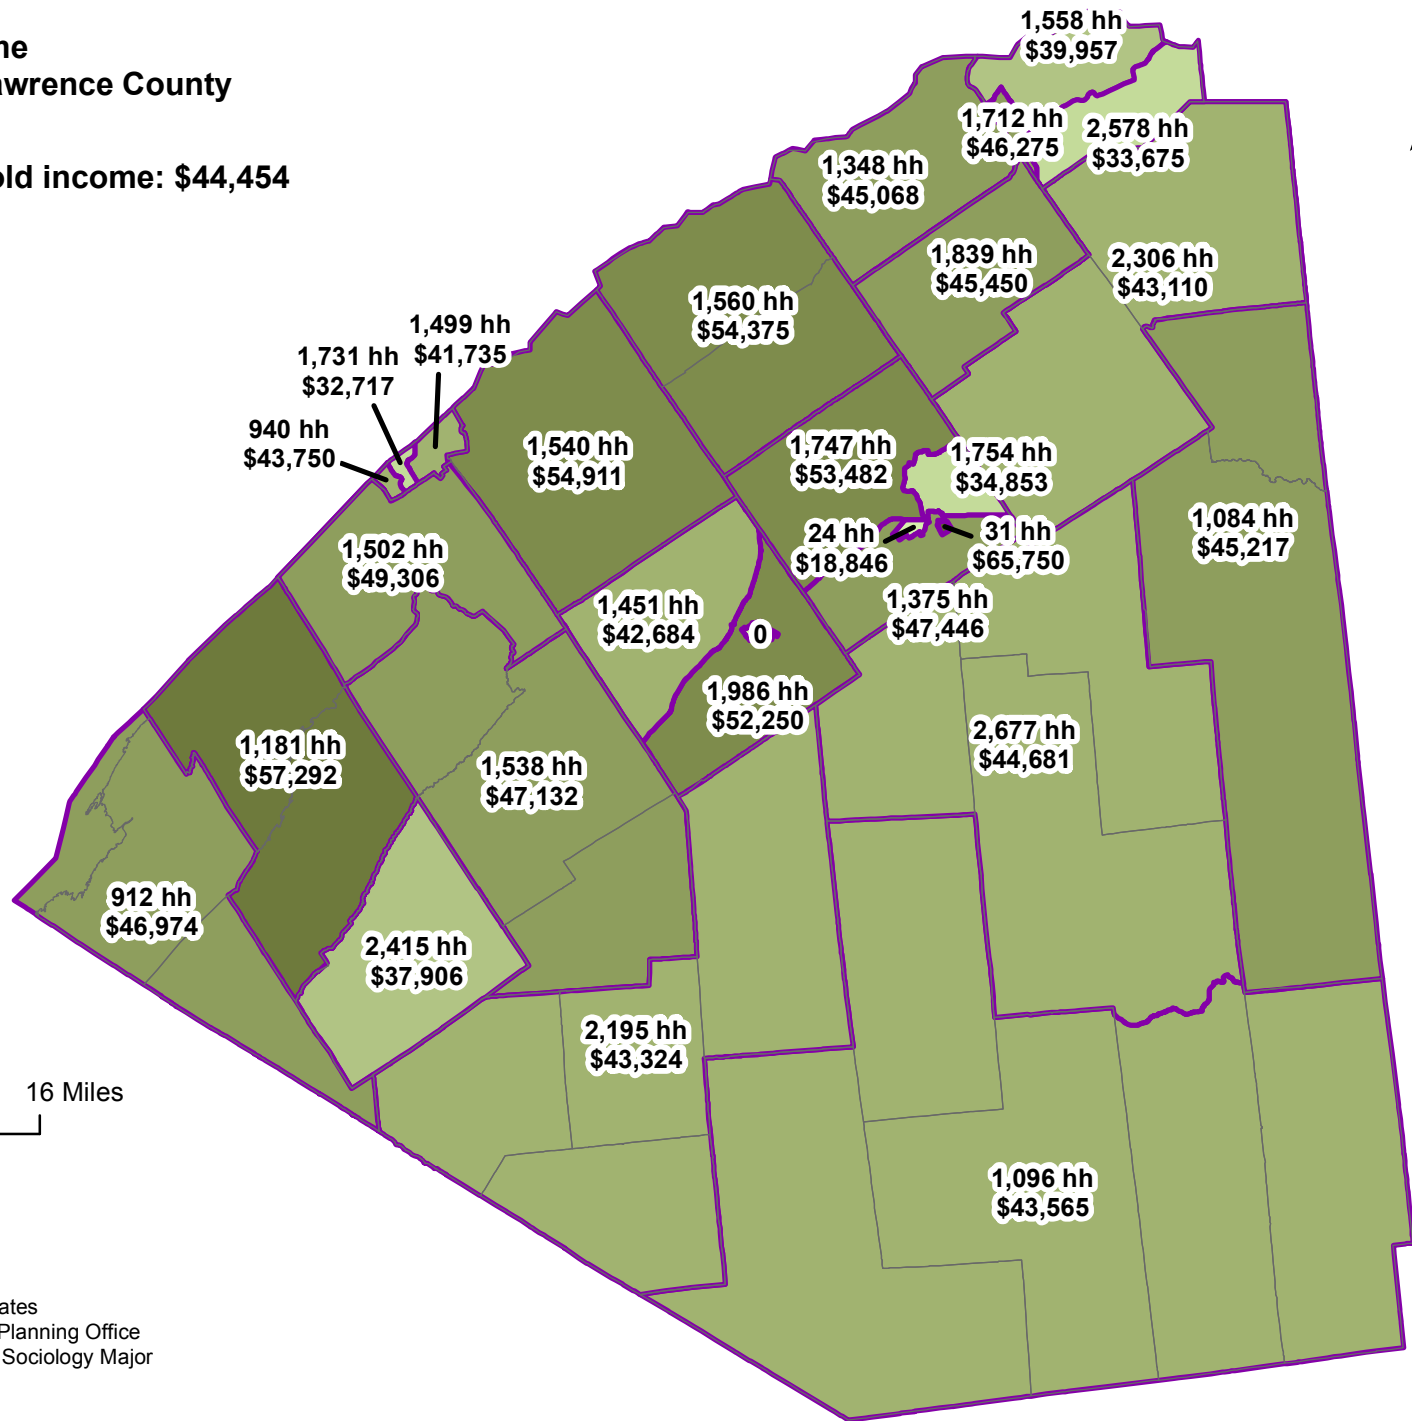 ne
awrence County
old income: $44,454
1,558 hh
$39,957
1,712 hh
$46,275
2,578 hh
$33,675
1,348 hh
$45,068
1,839 hh
$45,450
2,306 hh
$43,110
1,560 hh
$54,375
1,499 hh
$41,735
1,731 hh
$32,717
940 hh
$43,750
1,540 hh
$54,911
1,747 hh
$53,482
1,754 hh
$34,853
24 hh
$18,846
31 hh
$65,750
1,084 hh
$45,217
1,502 hh
$49,306
1,451 hh
$42,684
0
1,375 hh
$47,446
1,986 hh
$52,250
1,181 hh
$57,292
1,538 hh
$47,132
2,677 hh
$44,681
912 hh
$46,974
2,415 hh
$37,906
2,195 hh
$43,324
16 Miles
1,096 hh
$43,565
ates
Planning Office
Sociology Major